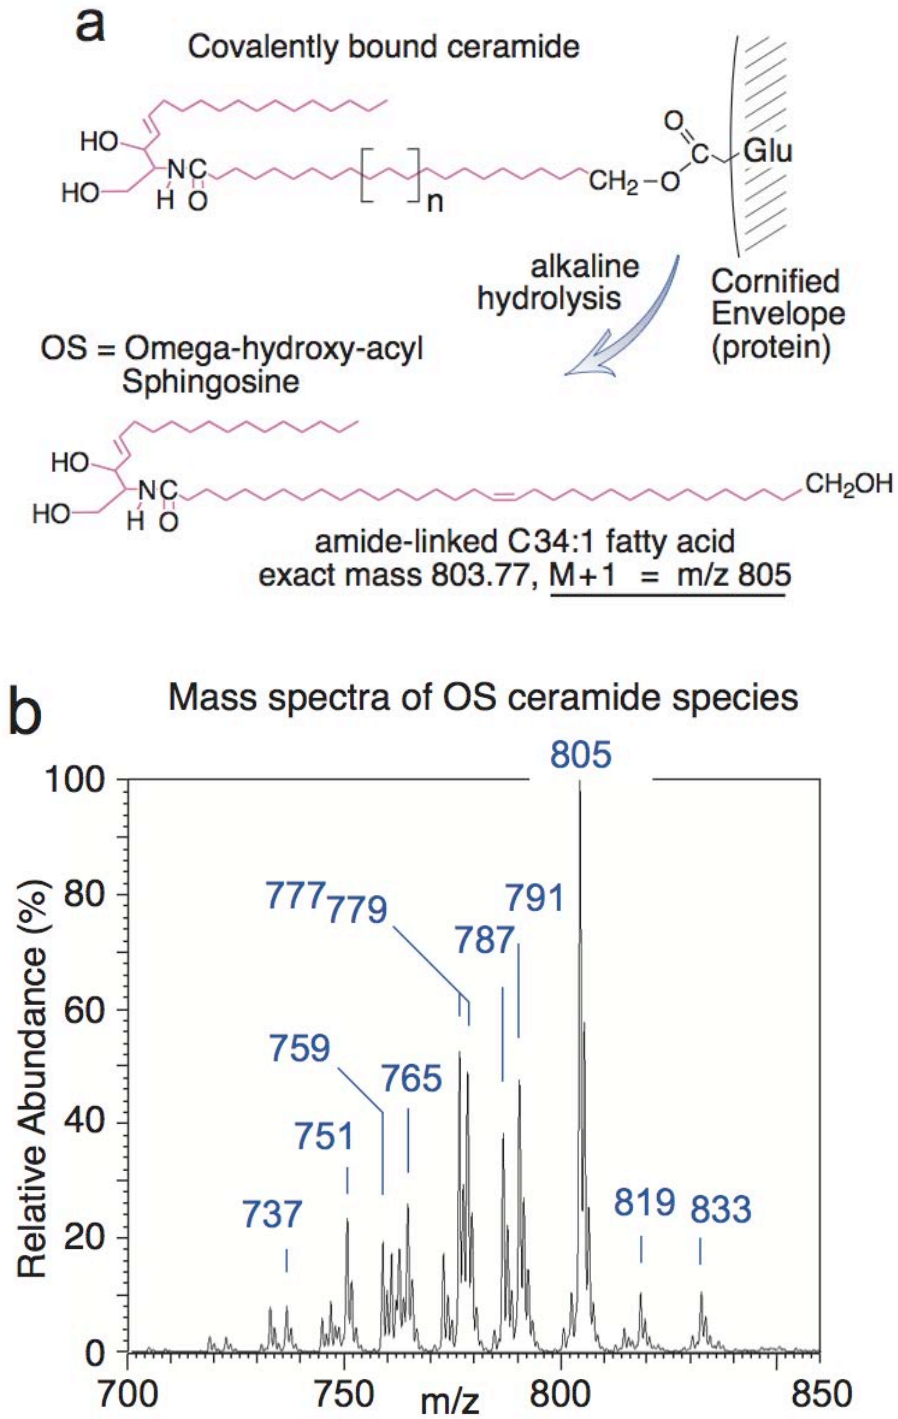 a
Covalently bound ceramide
HO
HO
NC
H O
n
CH2–O
O
C
Glu
alkaline
hydrolysis
Cornified
Envelope
(protein)
OS = Omega-hydroxy-acyl
Sphingosine
HO
HO
NC
H O
CH2OH
amide-linked C34:1 fatty acid
exact mass 803.77, M+1 = m/z 805
b
Mass spectra of OS ceramide species
805
100
80
60
40
20
0
Relative Abundance (%)
777
779
791
787
759
765
751
737
819
833
700
750
m/z
800
850